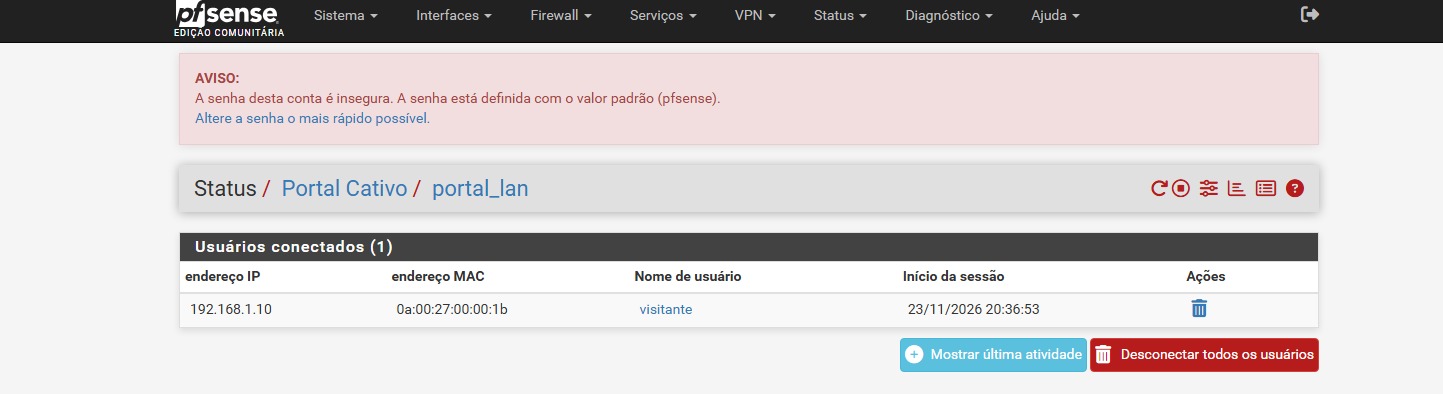 pfsense
EDIÇÃO COMUNITÁRIA
Sistema Interfaces Firewall Serviços VPN Status Diagnóstico Ajuda
AVISO:
A senha desta conta é insegura. A senha está definida com o valor padrão (pfsense).
Altere a senha o mais rápido possível.
Status / Portal Cativo / portal_lan
Usuários conectados (1)
endereço IP endereço MAC Nome de usuário Início da sessão Ações
192.168.1.10 0a:00:27:00:00:1b visitante 23/11/2026 20:36:53
Mostrar última atividade Desconectar todos os usuários